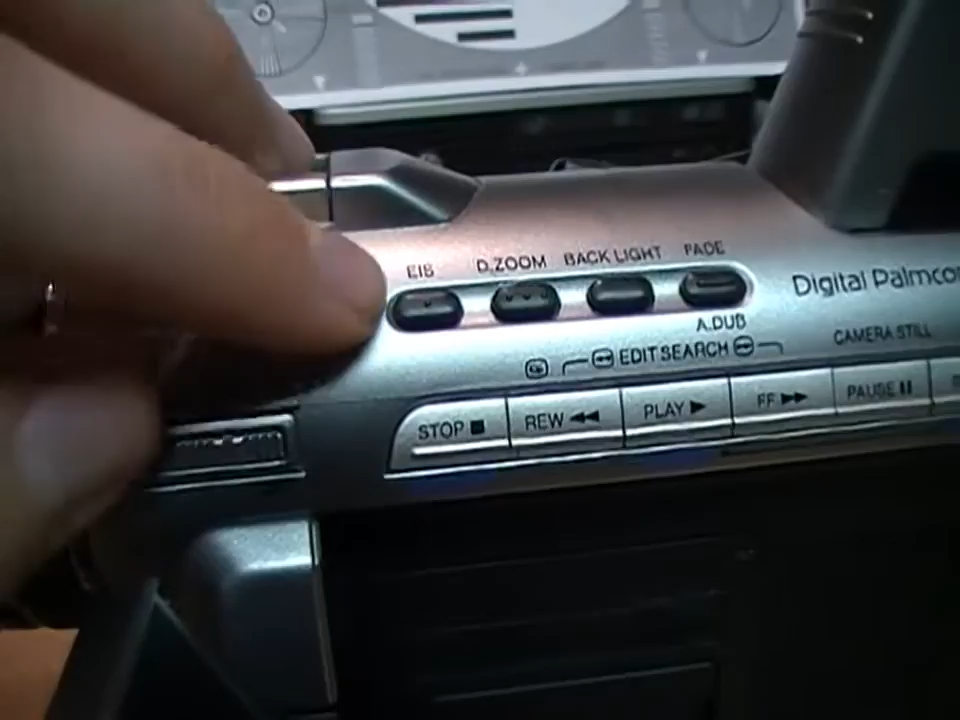 EIS D.ZOOM BACK LIGHT FADE
Digital Palmco
A.DUB
EDIT SEARCH
CAMERA STILL
STOP ■ REW ◀◀ PLAY ▶ FF ▶▶ PAUSE ❚❚